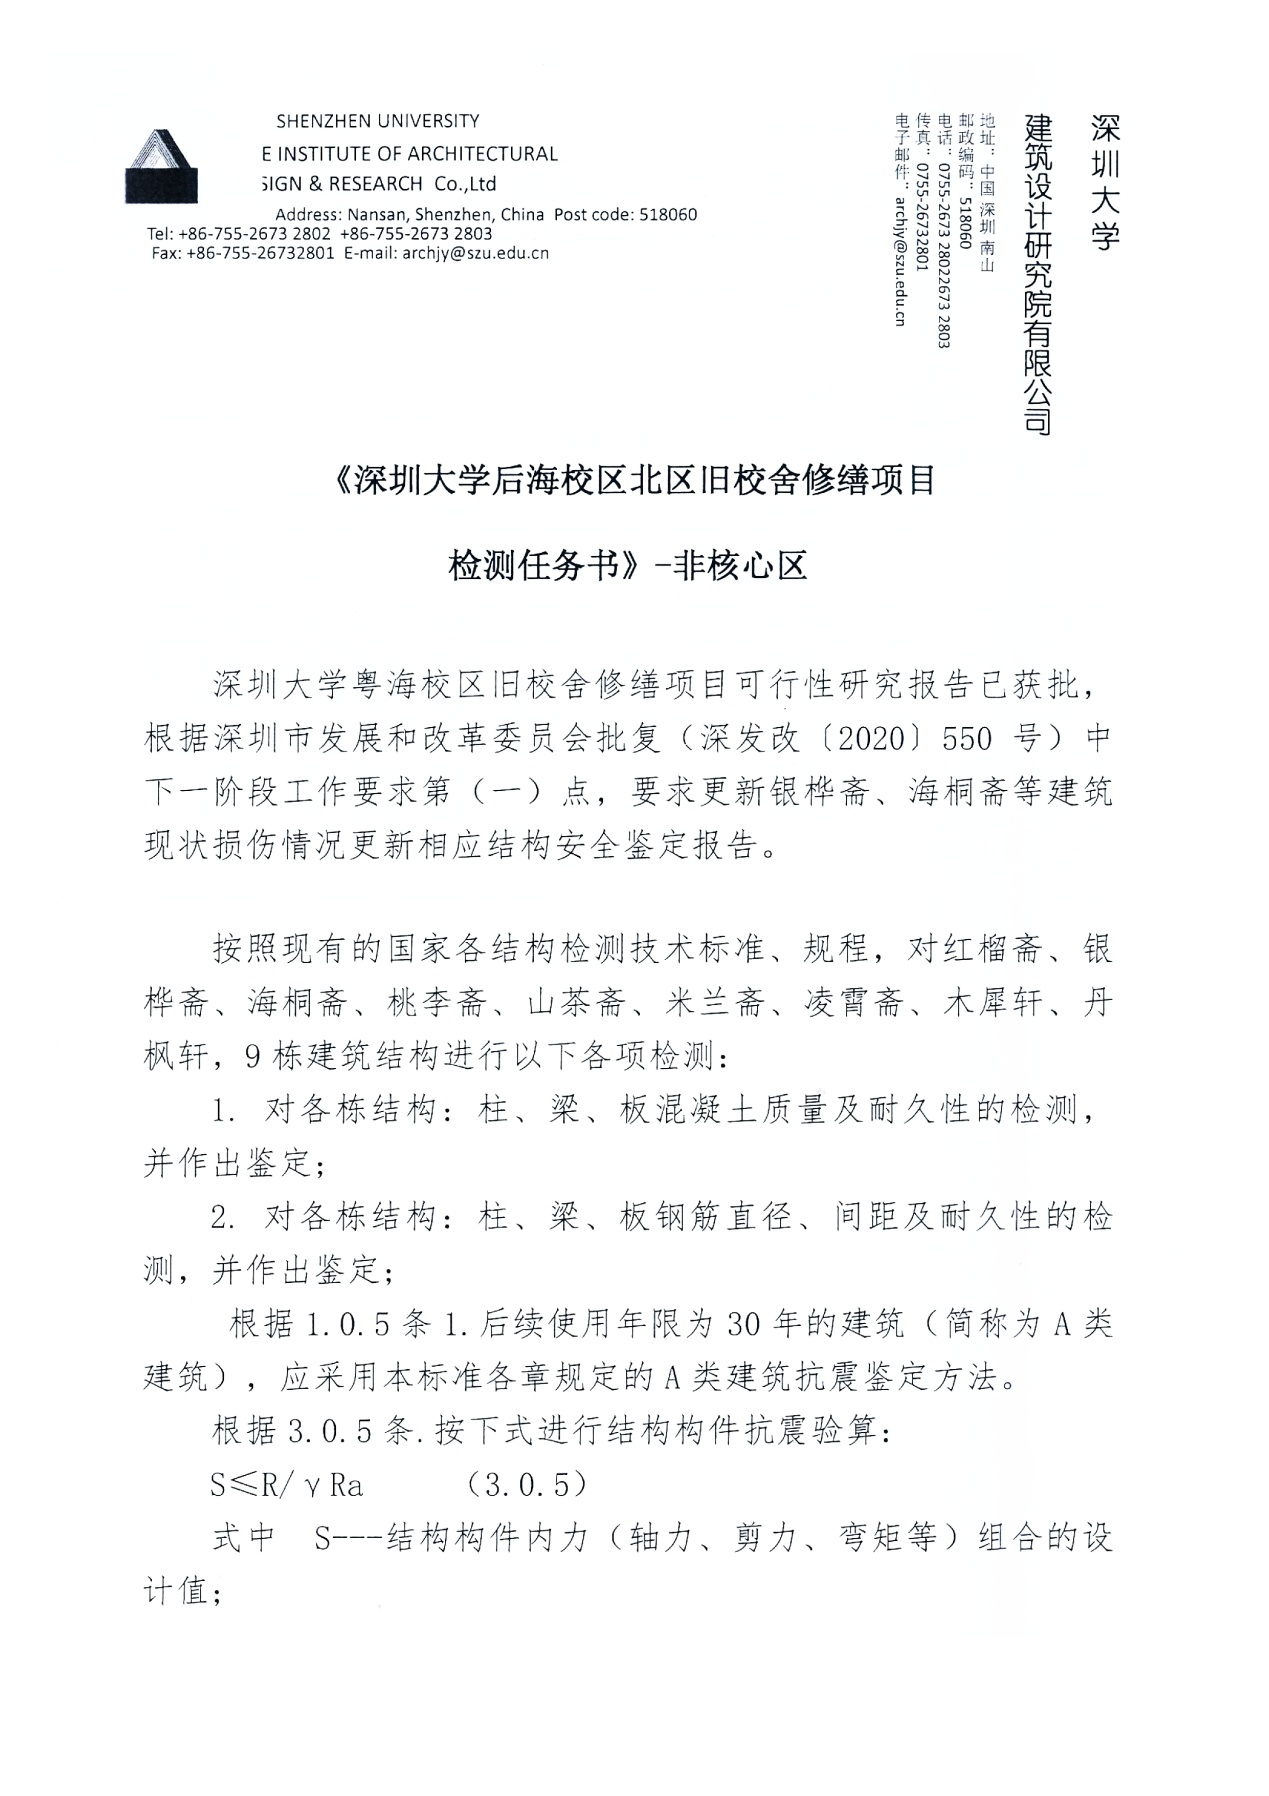 SHENZHEN UNIVERSITY
E INSTITUTE OF ARCHITECTURAL
SIGN & RESEARCH Co.,Ltd
Address: Nansan, Shenzhen, China Post code: 518060
Tel: +86-755-2673 2802 +86-755-2673 2803
Fax: +86-755-26732801 E-mail: archjy@szu.edu.cn
深圳大学
建筑设计研究院有限公司
地址：中国 深圳 南山
邮政编码：518060
电话：0755-2673 28022673 2803
传真：0755-26732801
电子邮件：archjy@szu.edu.cn
《深圳大学后海校区北区旧校舍修缮项目
检测任务书》-非核心区
深圳大学粤海校区旧校舍修缮项目可行性研究报告已获批，
根据深圳市发展和改革委员会批复（深发改〔2020〕550 号）中
下一阶段工作要求第（一）点，要求更新银桦斋、海桐斋等建筑
现状损伤情况更新相应结构安全鉴定报告。
按照现有的国家各结构检测技术标准、规程，对红榴斋、银
桦斋、海桐斋、桃李斋、山茶斋、米兰斋、凌霄斋、木犀轩、丹
枫轩，9 栋建筑结构进行以下各项检测：
1. 对各栋结构：柱、梁、板混凝土质量及耐久性的检测，
并作出鉴定；
2. 对各栋结构：柱、梁、板钢筋直径、间距及耐久性的检
测，并作出鉴定；
根据 1.0.5 条 1. 后续使用年限为 30 年的建筑（简称为 A 类
建筑），应采用本标准各章规定的 A 类建筑抗震鉴定方法。
根据 3.0.5 条. 按下式进行结构构件抗震验算：
S≤R/γRa （3.0.5）
式中 S---结构构件内力（轴力、剪力、弯矩等）组合的设
计值；